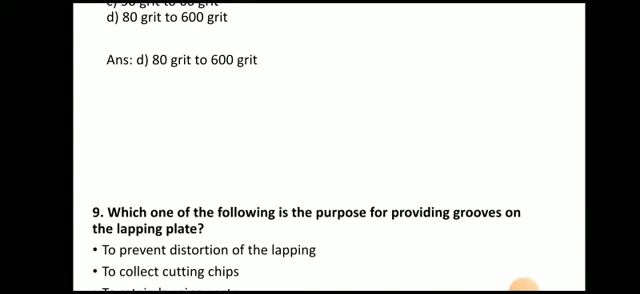 d) 80 grit to 600 grit
Ans: d) 80 grit to 600 grit
9. Which one of the following is the purpose for providing grooves on
the lapping plate?
• To prevent distortion of the lapping
• To collect cutting chips